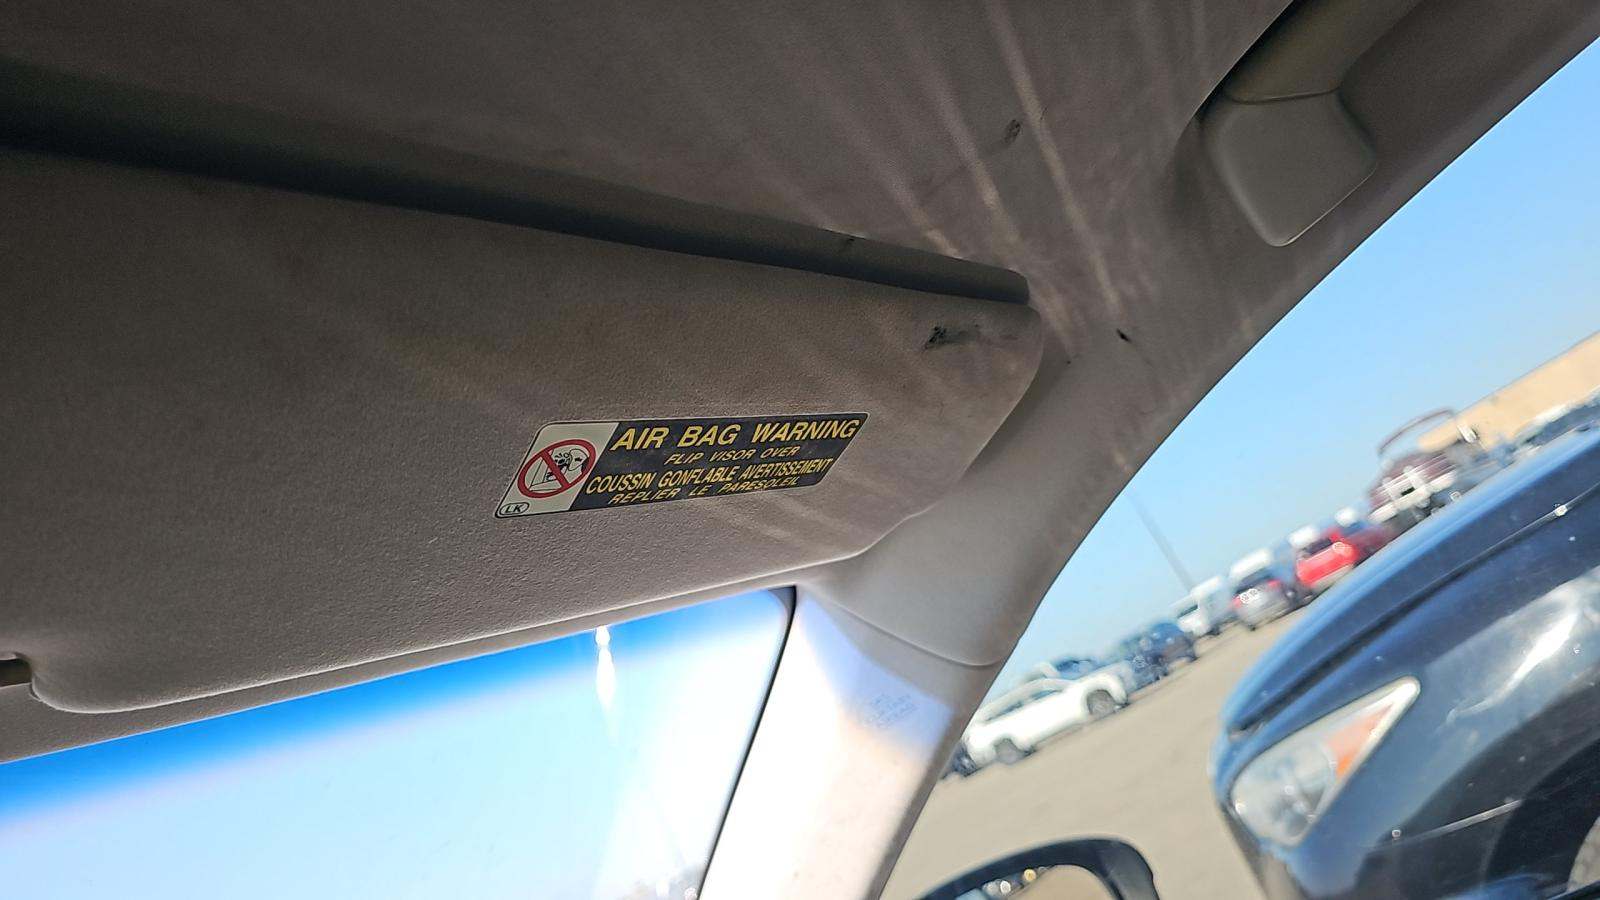 AIR BAG WARNING
FLIP VISOR OVER
COUSSIN GONFLABLE AVERTISSEMENT
REPLIER LE PARESOLEIL
LK